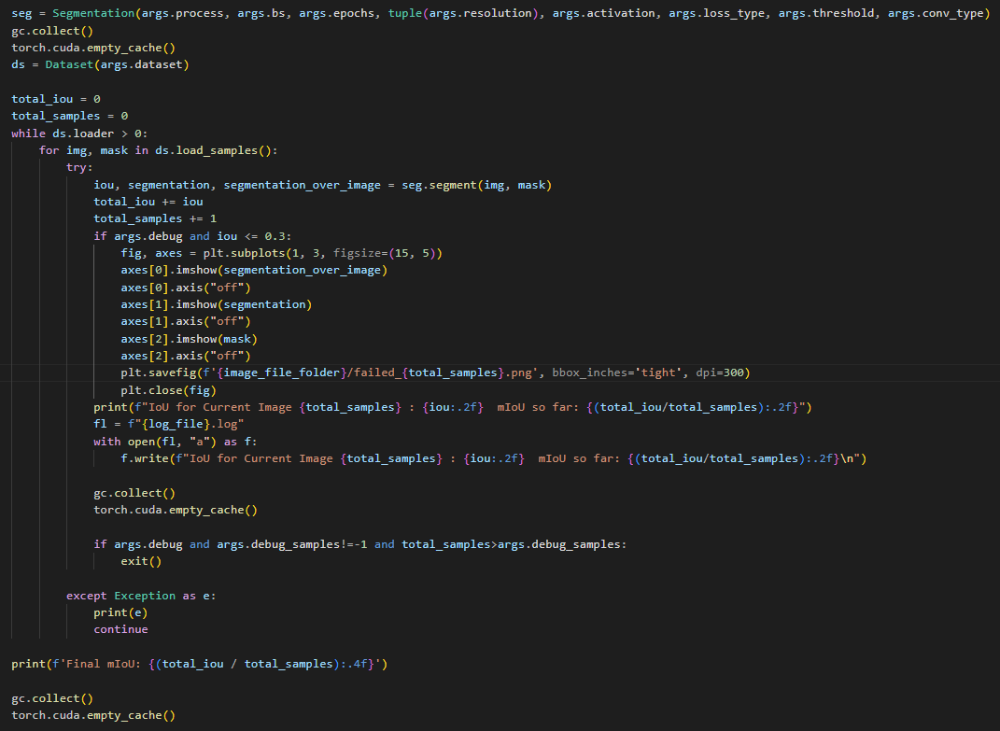 seg = Segmentation(args.process, args.bs, args.epochs, tuple(args.resolution), args.activation, args.loss_type, args.threshold, args.conv_type)
gc.collect()
torch.cuda.empty_cache()
ds = Dataset(args.dataset)

total_iou = 0
total_samples = 0
while ds.loader > 0:
    for img, mask in ds.load_samples():
        try:
            iou, segmentation, segmentation_over_image = seg.segment(img, mask)
            total_iou += iou
            total_samples += 1
            if args.debug and iou <= 0.3:
                fig, axes = plt.subplots(1, 3, figsize=(15, 5))
                axes[0].imshow(segmentation_over_image)
                axes[0].axis("off")
                axes[1].imshow(segmentation)
                axes[1].axis("off")
                axes[2].imshow(mask)
                axes[2].axis("off")
                plt.savefig(f'{image_file_folder}/failed_{total_samples}.png', bbox_inches='tight', dpi=300)
                plt.close(fig)
            print(f"IoU for Current Image {total_samples} : {iou:.2f}  mIoU so far: {(total_iou/total_samples):.2f}")
            fl = f"{log_file}.log"
            with open(fl, "a") as f:
                f.write(f"IoU for Current Image {total_samples} : {iou:.2f}  mIoU so far: {(total_iou/total_samples):.2f}\n")

            gc.collect()
            torch.cuda.empty_cache()

            if args.debug and args.debug_samples!=-1 and total_samples>args.debug_samples:
                exit()

        except Exception as e:
            print(e)
            continue

print(f'Final mIoU: {(total_iou / total_samples):.4f}')

gc.collect()
torch.cuda.empty_cache()